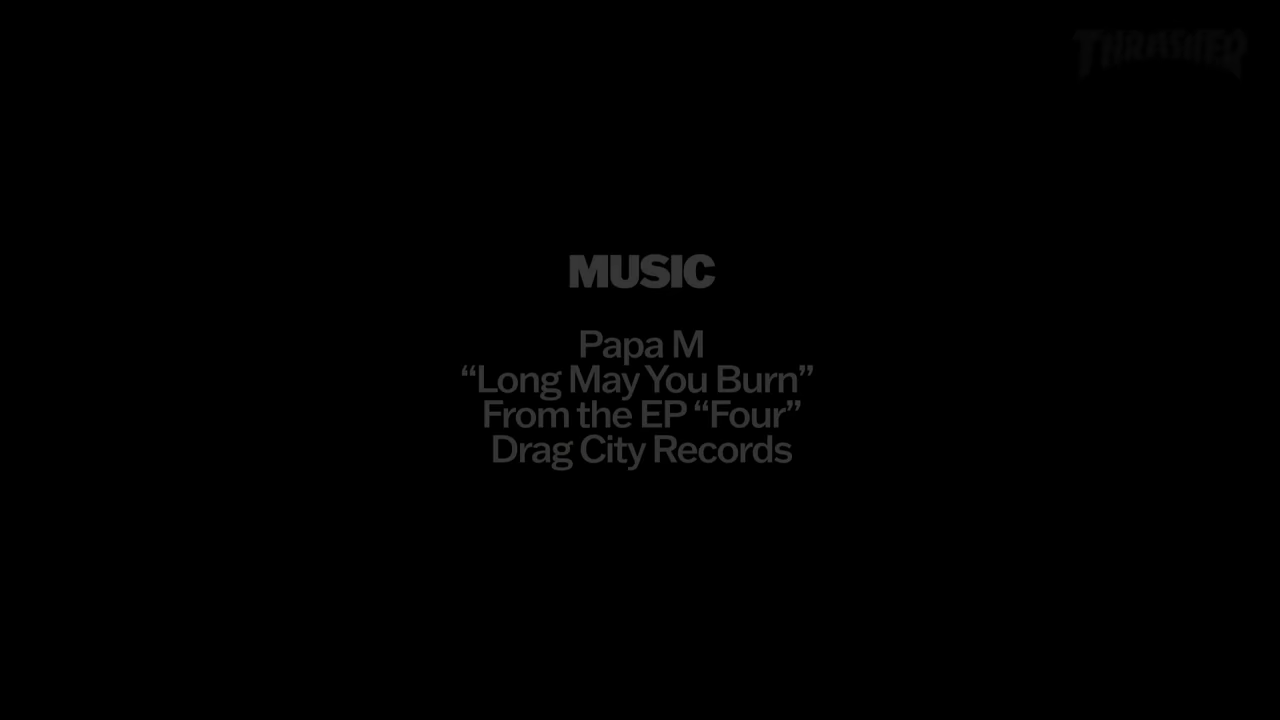 THRASHER
MUSIC
Papa M
“Long May You Burn”
From the EP “Four”
Drag City Records